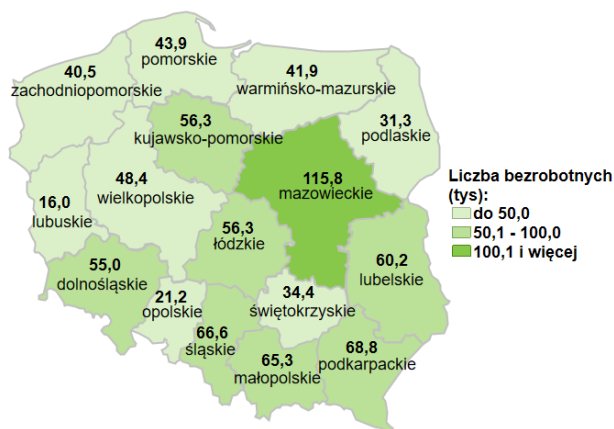 43,9
pomorskie
40,5
zachodniopomorskie
41,9
warmińsko-mazurskie
31,3
podlaskie
56,3
kujawsko-pomorskie
115,8
mazowieckie
48,4
wielkopolskie
16,0
lubuskie
56,3
łódzkie
60,2
lubelskie
55,0
dolnośląskie
21,2
opolskie
34,4
świętokrzyskie
66,6
śląskie
65,3
małopolskie
68,8
podkarpackie
Liczba bezrobotnych
(tys):
do 50,0
50,1 - 100,0
100,1 i więcej